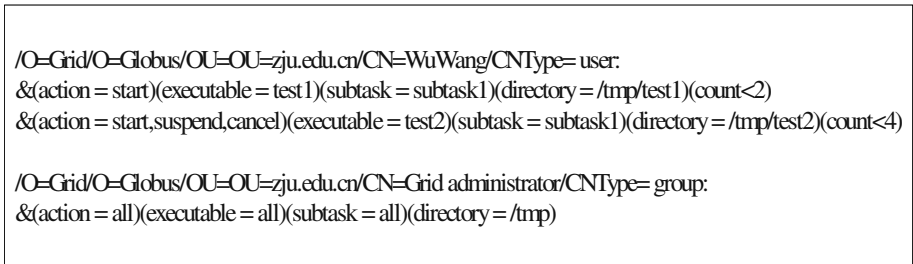 /O=Grid/O=Globus/OU=OU=zju.edu.cn/CN=WuWang/CNType= user:
&(action = start)(executable = test1)(subtask = subtask1)(directory = /tmp/test1)(count<2)
&(action = start,suspend,cancel)(executable = test2)(subtask = subtask1)(directory = /tmp/test2)(count<4)
/O=Grid/O=Globus/OU=OU=zju.edu.cn/CN=Grid administrator/CNType= group:
&(action = all)(executable = all)(subtask = all)(directory = /tmp)